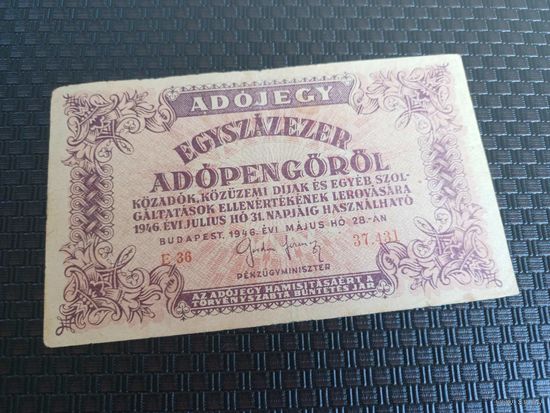 ADÓJEGY
EGYSZÁZEZER
ADÓPENGŐRŐL
KÖZADÓK, KÖZÜZEMI DIJAK ÉS EGYÉB SZOL-
GÁLTATÁSOK ELLENÉRTÉKÉNEK LEROVÁSÁRA
1946. ÉVI JULIUS HÓ 31. NAPJÁIG HASZNÁLHATÓ
BUDAPEST, 1946. ÉVI MÁJUS HÓ 28.-ÁN
E 36 37.431
PÉNZÜGYMINISZTER
AZ ADÓJEGY HAMISITÁSÁÉRT A
TÖRVÉNYSZABTA BÜNTETÉS JÁR